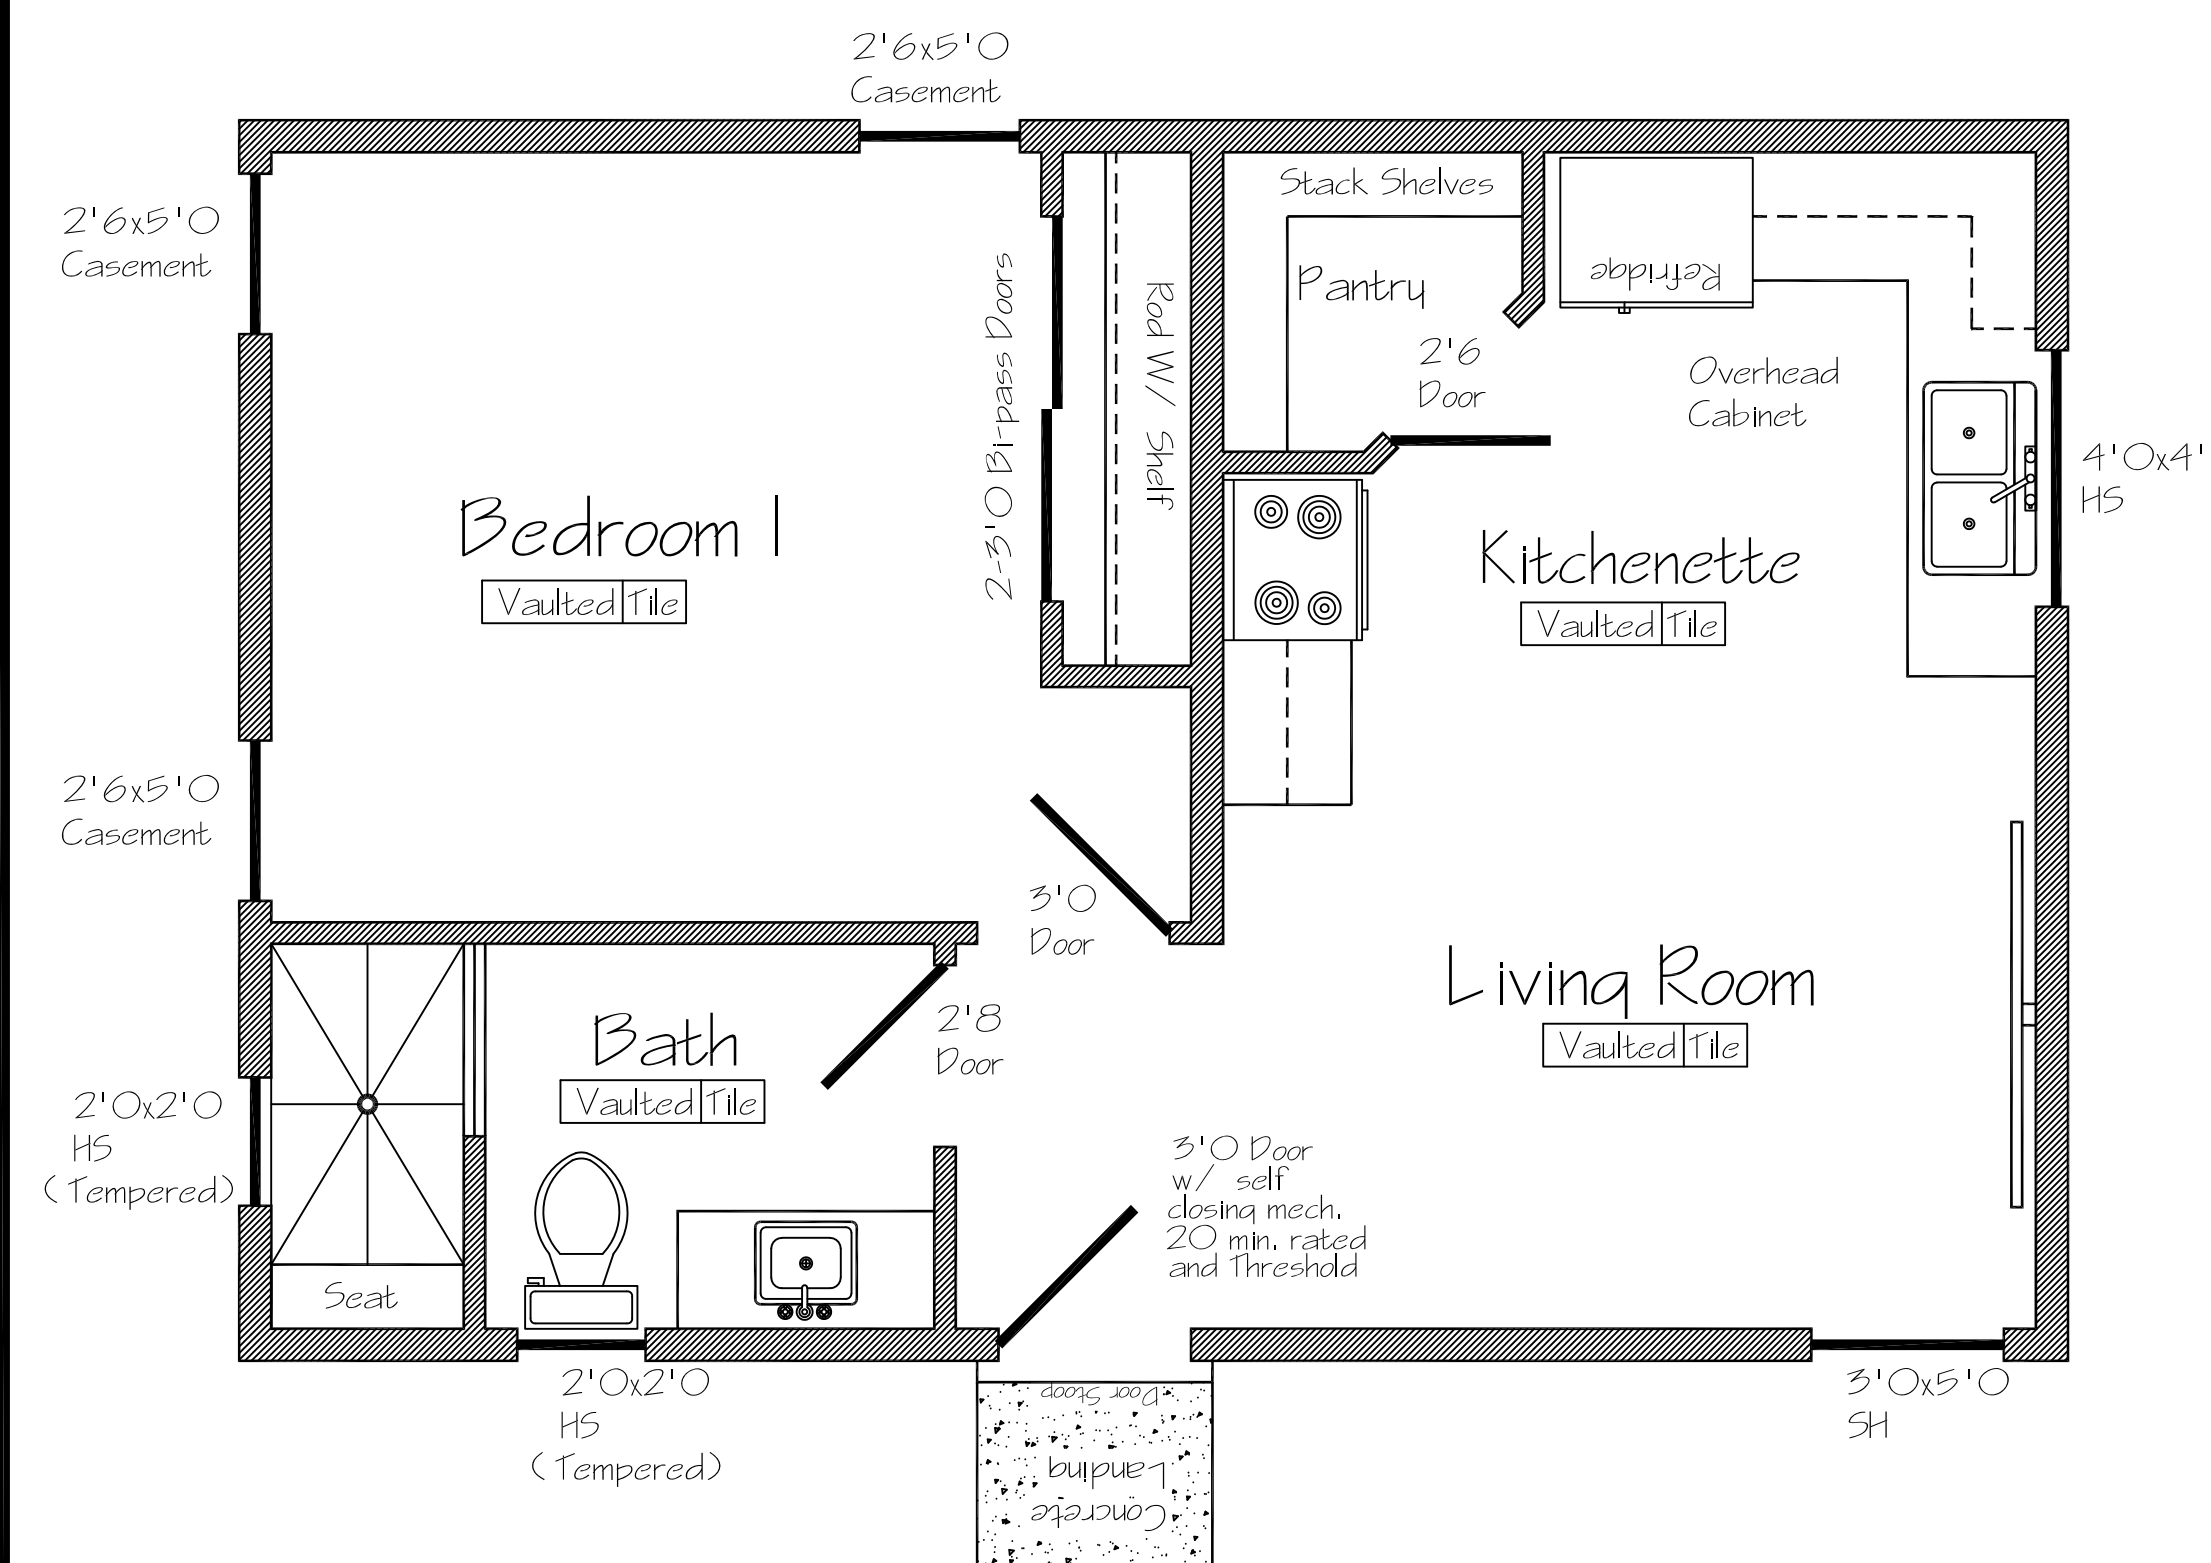 2'6x5'0
Casement
2'6x5'0
Casement
Stack Shelves
Pantry
Refridge
2'6
Door
Overhead
Cabinet
2-3'0 Bi-pass Doors
Rod W/ Shelf
4'0x4'
HS
Bedroom 1
Vaulted Tile
Kitchenette
Vaulted Tile
2'6x5'0
Casement
3'0
Door
Living Room
Vaulted Tile
Bath
Vaulted Tile
2'8
Door
2'0x2'0
HS
(Tempered)
3'0 Door
w/ self
closing mech.
20 min. rated
and Threshold
Seat
2'0x2'0
HS
(Tempered)
3'0x5'0
SH
Door Stoop
Concrete
Landing